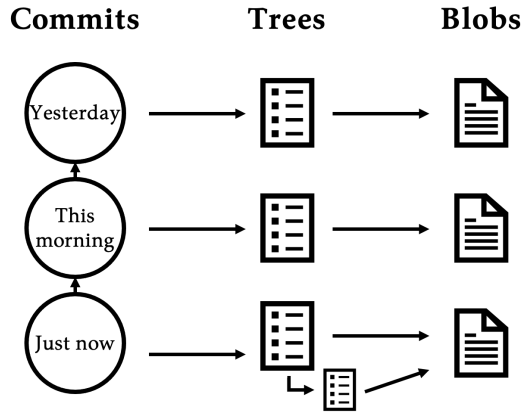 Commits Trees Blobs
Yesterday
This
morning
Just now